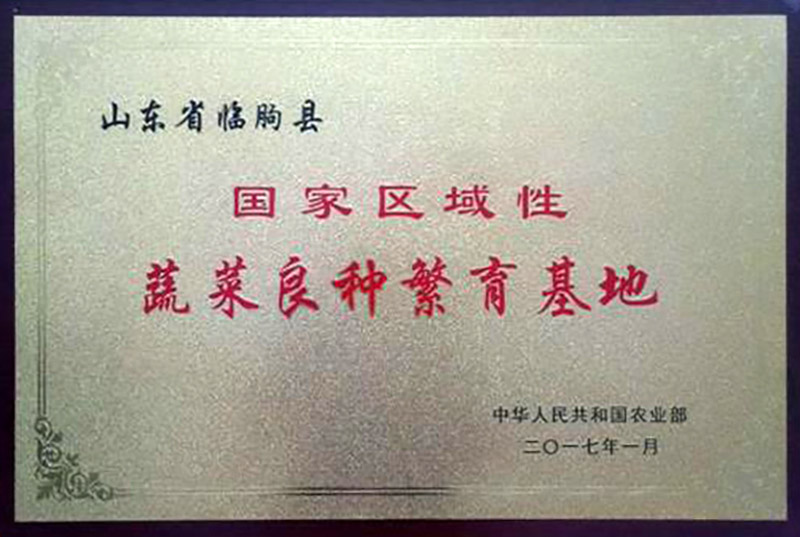 山东省临朐县
国家区域性
蔬菜良种繁育基地
中华人民共和国农业部
二〇一七年一月